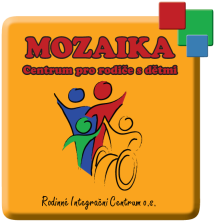 MOZAIKA
Centrum pro rodiče s dětmi
Rodinné Integrační Centrum o.s.